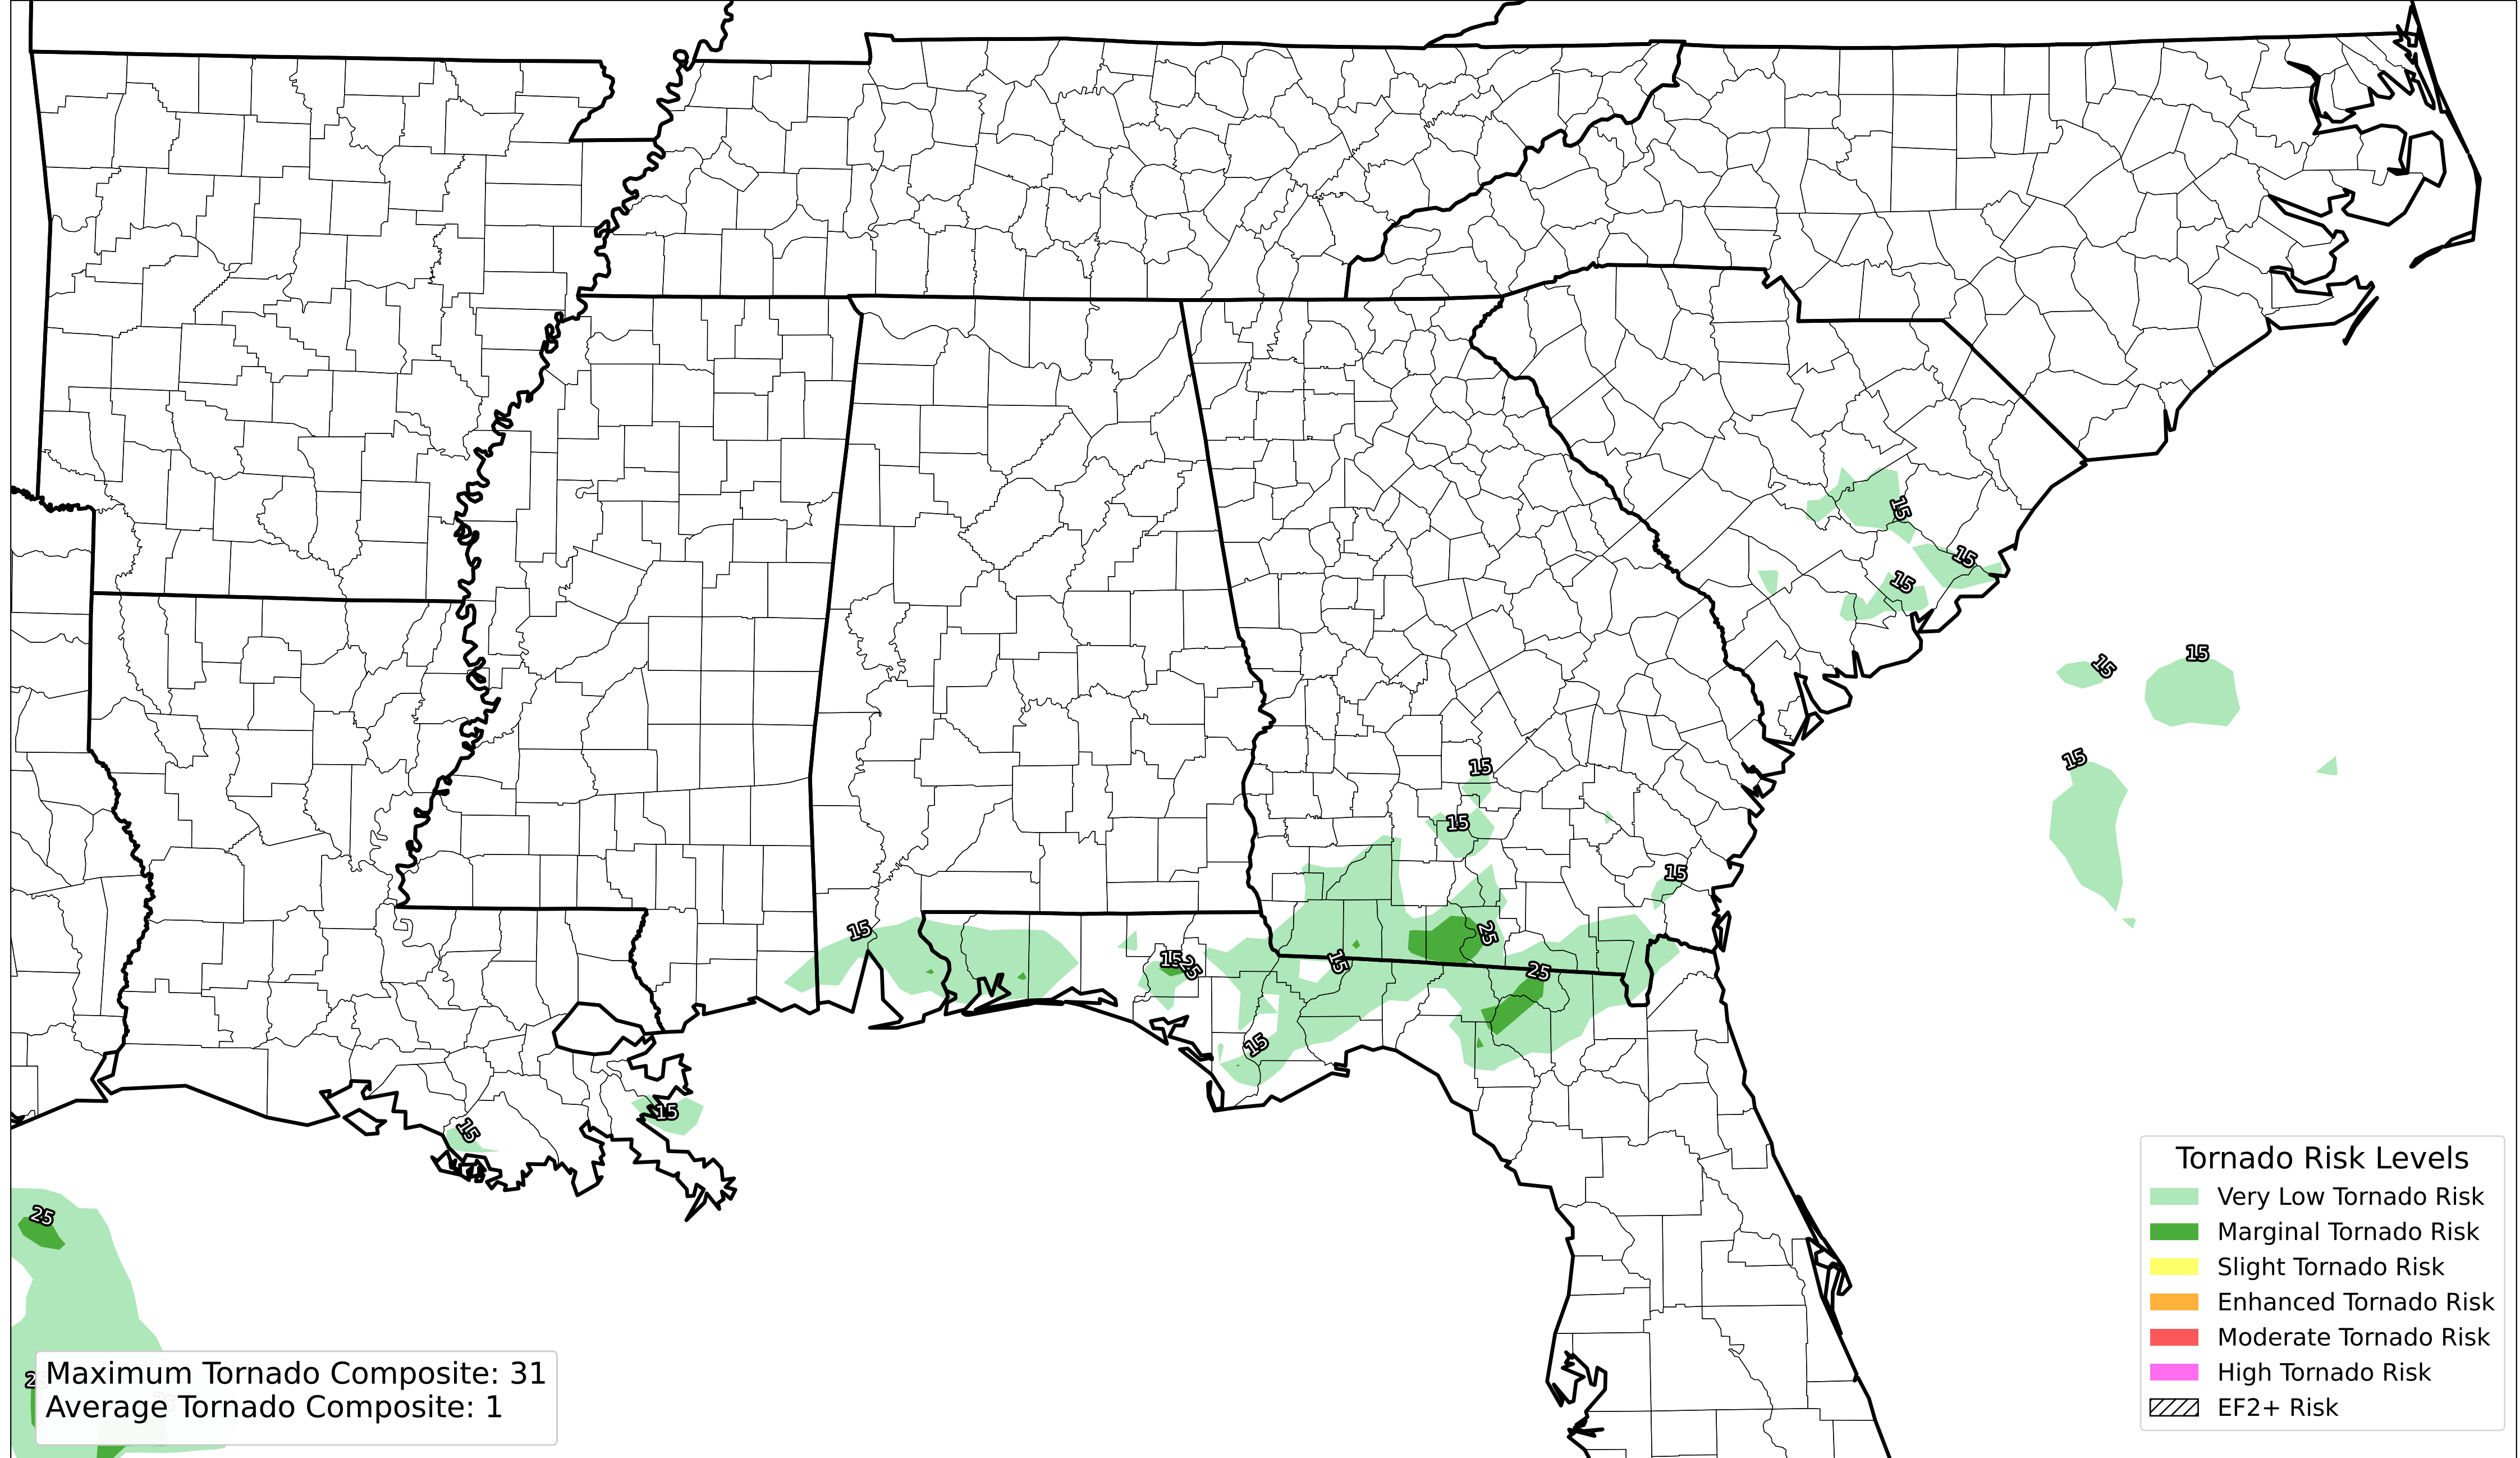 15
15
15
15
15
15
15
15
15
15
25
15
25
15
25
15
15
15
25
Maximum Tornado Composite: 31
Average Tornado Composite: 1
Tornado Risk Levels
Very Low Tornado Risk
Marginal Tornado Risk
Slight Tornado Risk
Enhanced Tornado Risk
Moderate Tornado Risk
High Tornado Risk
EF2+ Risk